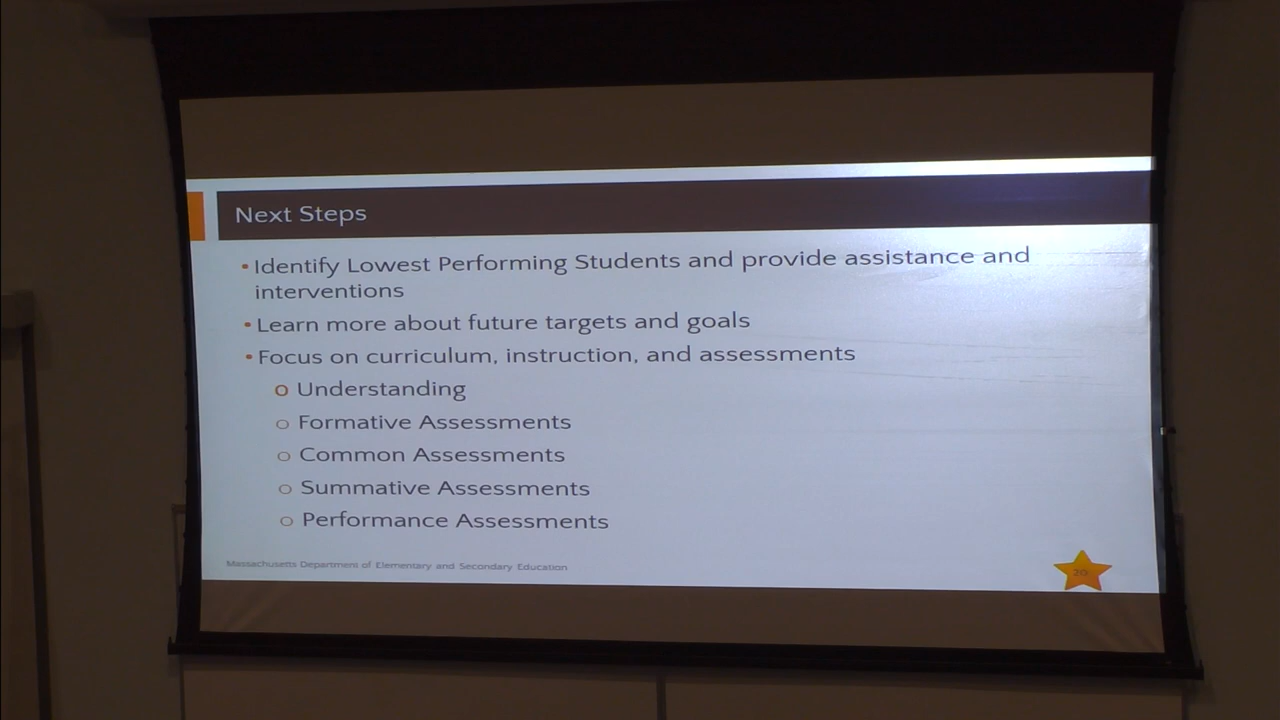 Next Steps
• Identify Lowest Performing Students and provide assistance and
interventions
• Learn more about future targets and goals
• Focus on curriculum, instruction, and assessments
o Understanding
o Formative Assessments
o Common Assessments
o Summative Assessments
o Performance Assessments
Massachusetts Department of Elementary and Secondary Education
20